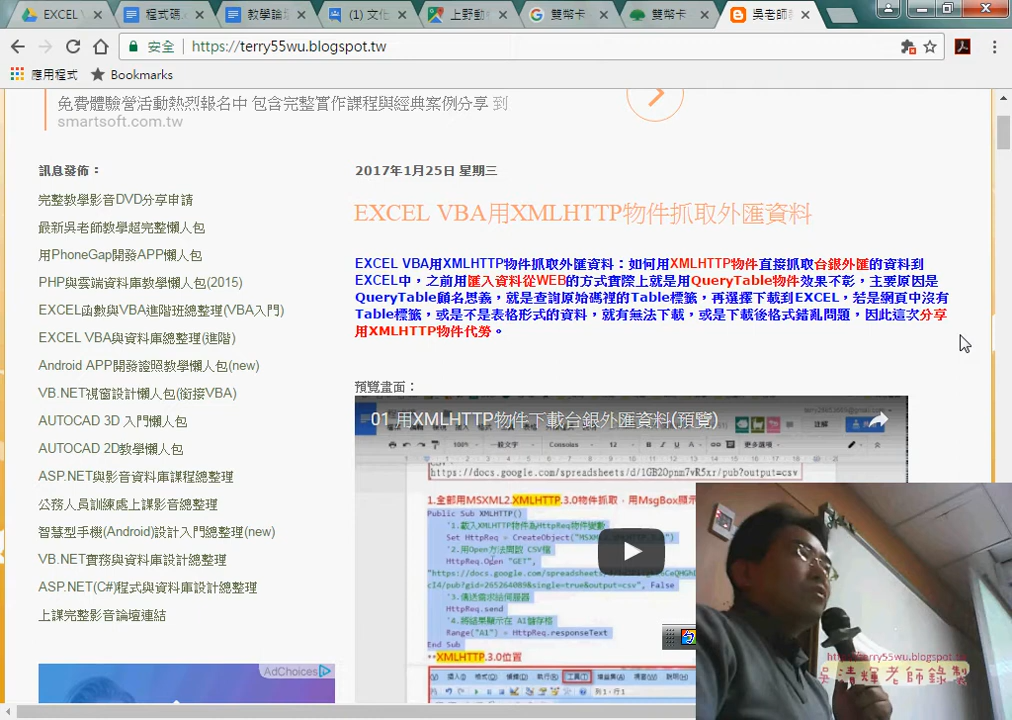 EXCEL VB
程式碼
教學論
(1) 文化
上野動
雙幣卡
雙幣卡
吳老師
安全
https://terry55wu.blogspot.tw
應用程式
Bookmarks
免費體驗營活動熱烈報名中 包含完整實作課程與經典案例分享 到
smartsoft.com.tw
訊息發佈：
完整教學影音DVD分享申請
最新吳老師教學超完整懶人包
用PhoneGap開發APP懶人包
PHP與雲端資料庫教學懶人包(2015)
EXCEL函數與VBA進階班總整理(VBA入門)
EXCEL VBA與資料庫總整理(進階)
Android APP開發證照教學懶人包(new)
VB.NET視窗設計懶人包(銜接VBA)
AUTOCAD 3D 入門懶人包
AUTOCAD 2D教學懶人包
ASP.NET與影音資料庫課程總整理
公務人員訓練處上課影音總整理
智慧型手機(Android)設計入門總整理(new)
VB.NET實務與資料庫設計總整理
ASP.NET(C#)程式與資料庫設計總整理
上課完整影音論壇連結
AdChoices
2017年1月25日 星期三
EXCEL VBA用XMLHTTP物件抓取外匯資料
EXCEL VBA用XMLHTTP物件抓取外匯資料：如何用XMLHTTP物件直接抓取台銀外匯的資料到
EXCEL中，之前用匯入資料從WEB的方式實際上就是用QueryTable物件效果不彰，主要原因是
QueryTable顧名思義，就是查詢原始碼裡的Table標籤，再選擇下載到EXCEL，若是網頁中沒有
Table標籤，或是不是表格形式的資料，就有無法下載，或是下載後格式錯亂問題，因此這次分享
用XMLHTTP物件代勞。
預覽畫面：
01 用XMLHTTP物件下載台銀外匯資料(預覽)
1.全部用MSXML2.XMLHTTP.3.0物件抓取，用MsgBox顯示
Public Sub XMLHTTP()
'1.載入XMLHTTP物件為HttpReq物件變數
'2.用Open方法開啟 CSV檔
HttpReq.Open "GET",
'3.傳送需求給伺服器
HttpReq.send
'4.將結果顯示在 A1儲存格
Range("A1") = HttpReq.responseText
End Sub
**XMLHTTP.3.0位置
http://terry55wu.blogspot.tw
吳清輝老師錄製